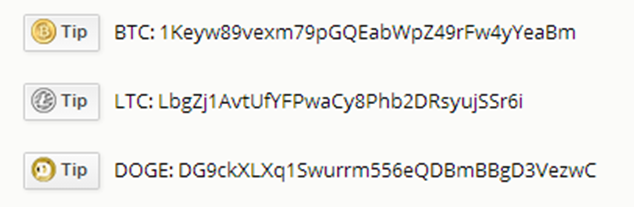 Tip BTC: 1Keyw89vexm79pGQEabWpZ49rFw4yYeaBm
Tip LTC: LbgZj1AvtUfYFPwaCy8Phb2DRsyujSSr6i
Tip DOGE: DG9ckXLXq1Swurrm556eQDBmBBgD3VezwC